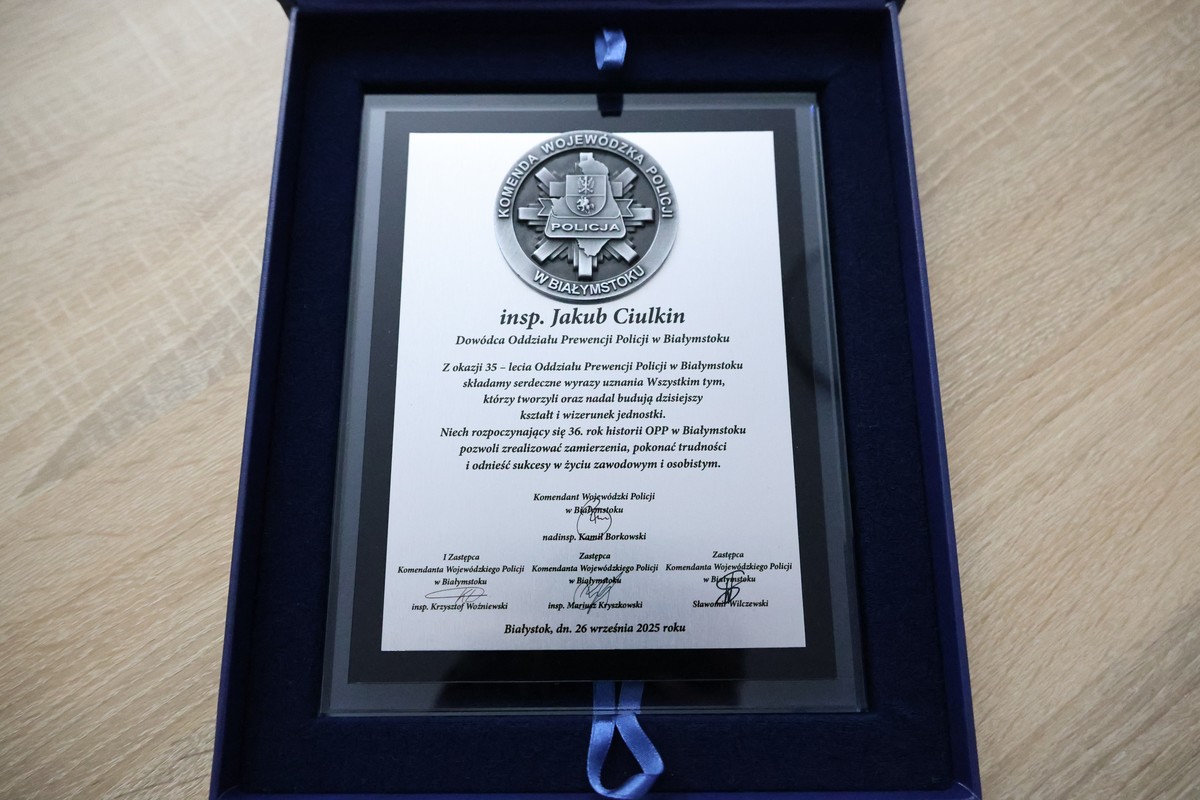 KOMENDA WOJEWÓDZKA POLICJI
POLICJA
W BIAŁYMSTOKU
insp. Jakub Ciulkin
Dowódca Oddziału Prewencji Policji w Białymstoku
Z okazji 35 – lecia Oddziału Prewencji Policji w Białymstoku
składamy serdeczne wyrazy uznania Wszystkim tym,
którzy tworzyli oraz nadal budują dzisiejszy
kształt i wizerunek jednostki.
Niech rozpoczynający się 36. rok historii OPP w Białymstoku
pozwoli zrealizować zamierzenia, pokonać trudności
i odnieść sukcesy w życiu zawodowym i osobistym.
Komendant Wojewódzki Policji
w Białymstoku
nadinsp. Kamil Borkowski
I Zastępca
Komendanta Wojewódzkiego Policji
w Białymstoku
insp. Krzysztof Woźniewski
Zastępca
Komendanta Wojewódzkiego Policji
w Białymstoku
insp. Mariusz Kryszkowski
Zastępca
Komendanta Wojewódzkiego Policji
w Białymstoku
Sławomir Wilczewski
Białystok, dn. 26 września 2025 roku